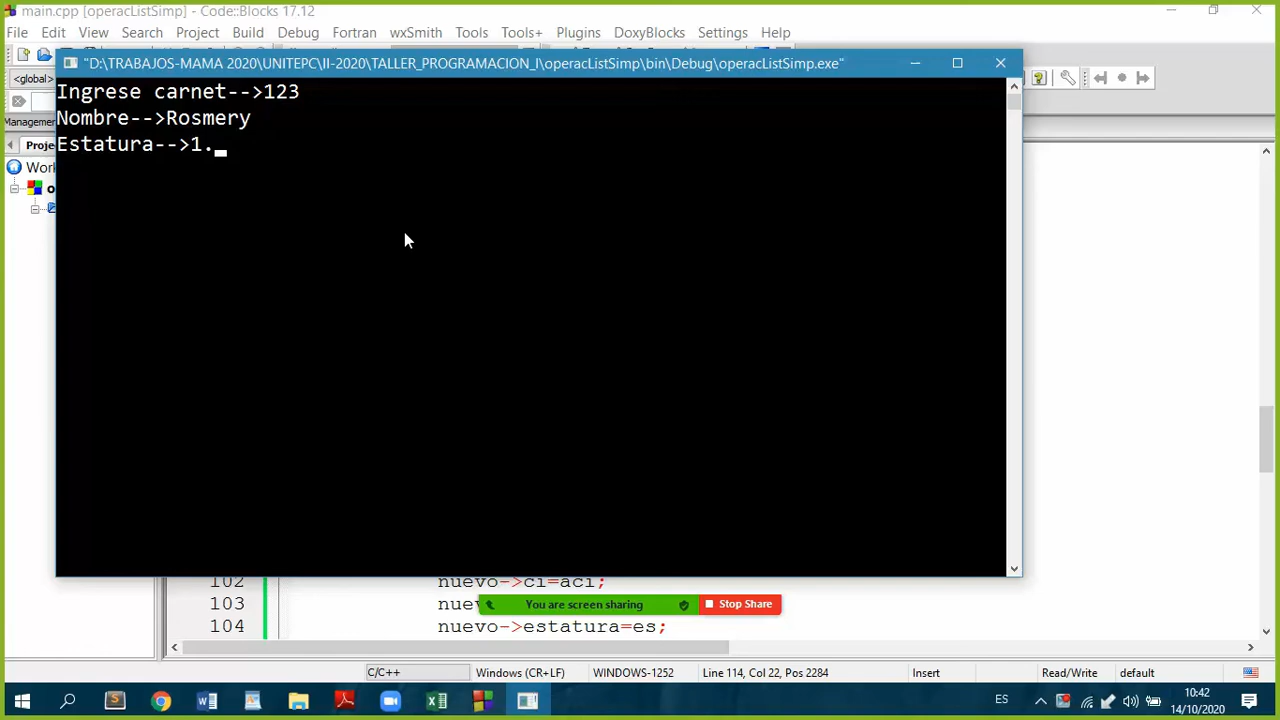 main.cpp [operacListSimp] - Code::Blocks 17.12
File Edit View Search Project Build Debug Fortran wxSmith Tools Tools+ Plugins DoxyBlocks Settings Help
"D:\TRABAJOS-MAMA 2020\UNITEPC\II-2020\TALLER_PROGRAMACION_I\operacListSimp\bin\Debug\operacListSimp.exe"
<global>
Ingrese carnet-->123
Management
Nombre-->Rosmery
Proje
Estatura-->1._
Work
o
102 nuevo->ci=aci;
103 nuev
You are screen sharing Stop Share
104 nuevo->estatura=es;
C/C++ Windows (CR+LF) WINDOWS-1252 Line 114, Col 22, Pos 2284 Insert Read/Write default
ES 10:42
14/10/2020